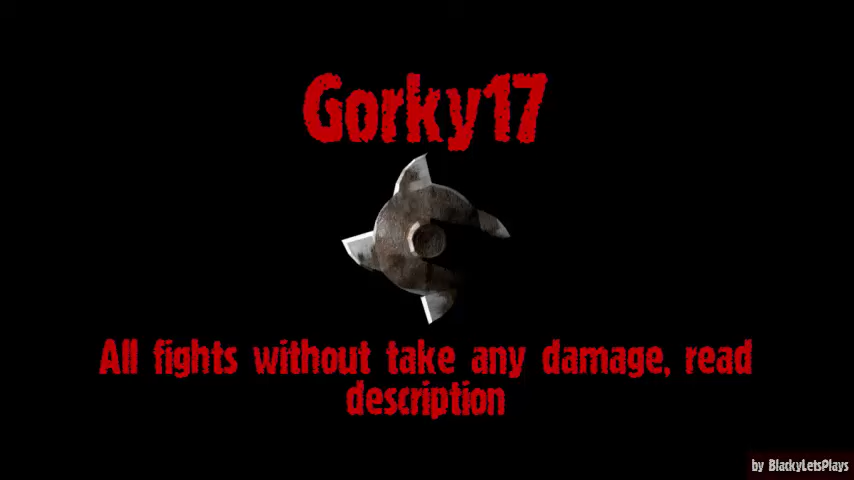 Gorky17
All fights without take any damage, read
description
by BlackyLetsPlays